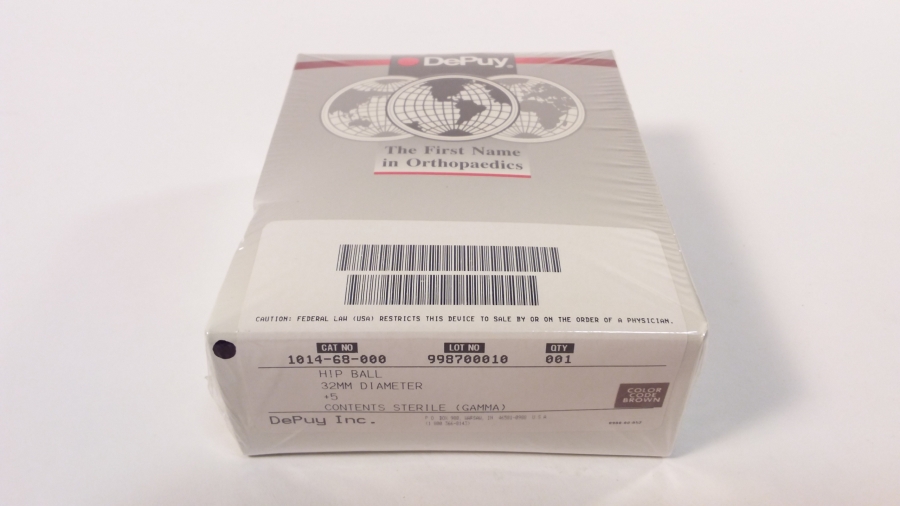 DePuy
The First Name
in Orthopaedics
CAUTION: FEDERAL LAW (USA) RESTRICTS THIS DEVICE TO SALE BY OR ON THE ORDER OF A PHYSICIAN.
CAT NO LOT NO QTY
1014-68-000 998700010 001
HIP BALL
32MM DIAMETER
+5
CONTENTS STERILE (GAMMA)
COLOR
CODE
BROWN
DePuy Inc.